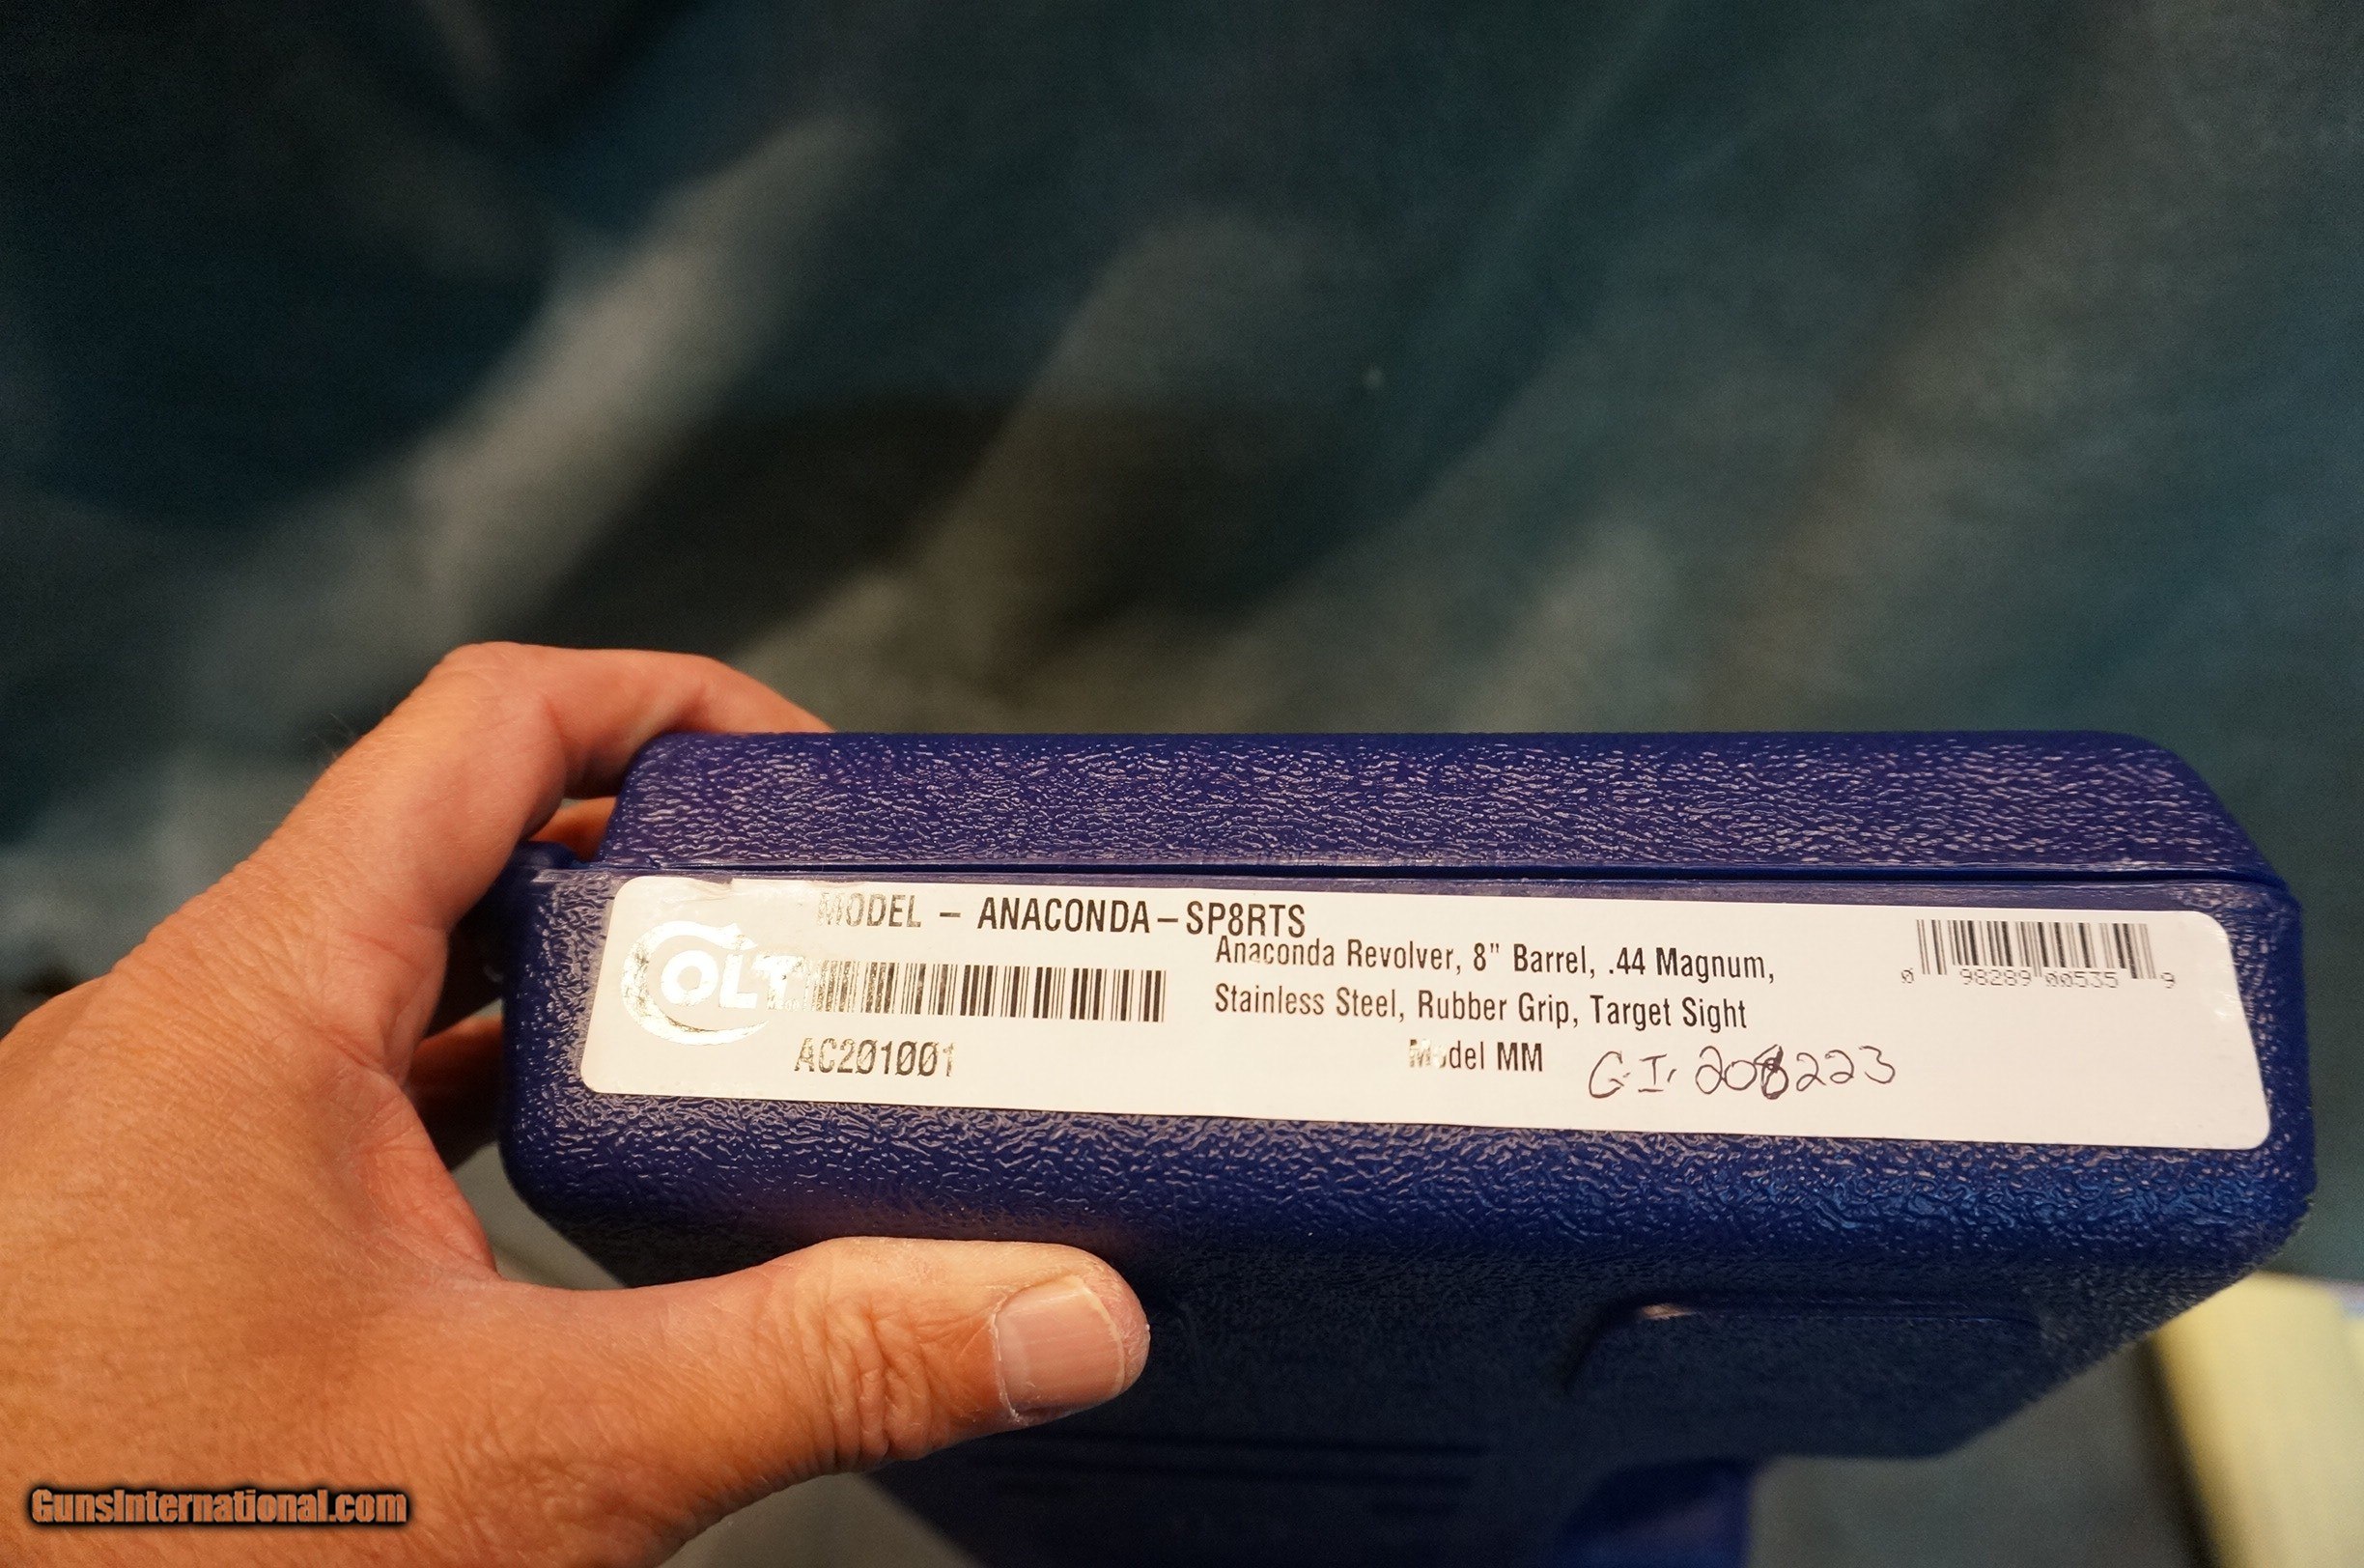 MODEL - ANACONDA-SP8RTS
COLT
Anaconda Revolver, 8" Barrel, .44 Magnum,
Stainless Steel, Rubber Grip, Target Sight
AC201001
Model MM
G.I. 208223
0 98289 00535 9
GunsInternational.com